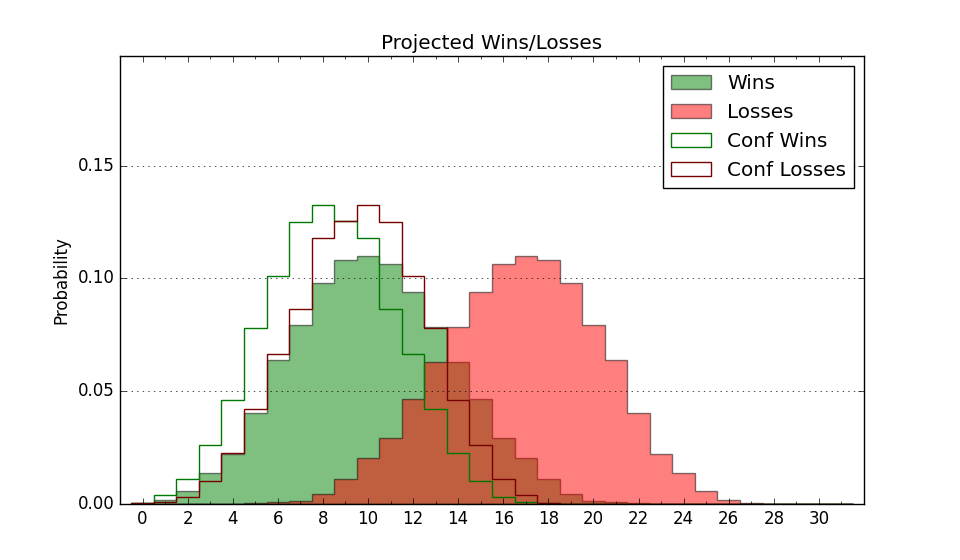 Projected Wins/Losses
Wins
Losses
Conf Wins
Conf Losses
Probability
0.15
0.10
0.05
0.00
0 2 4 6 8 10 12 14 16 18 20 22 24 26 28 30